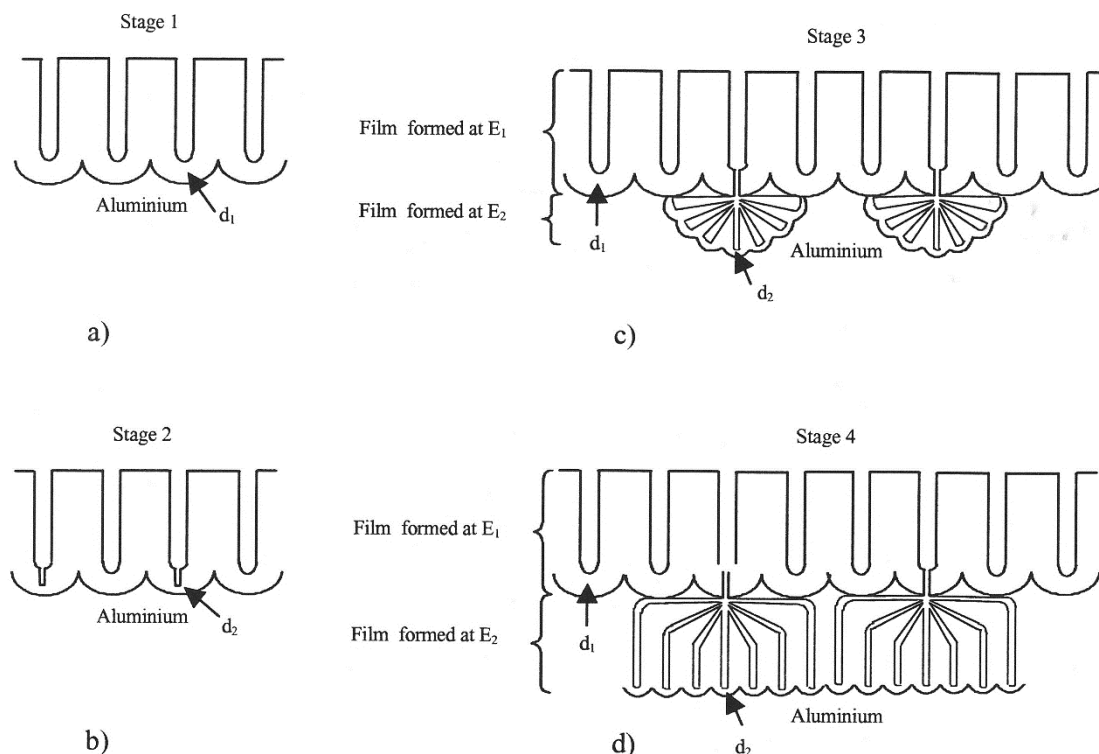 Stage 1
Aluminium
d₁
a)
Stage 3
Film formed at E₁
Film formed at E₂
d₁
Aluminium
d₂
c)
Stage 2
Aluminium
d₂
b)
Stage 4
Film formed at E₁
Film formed at E₂
d₁
Aluminium
d₂
d)